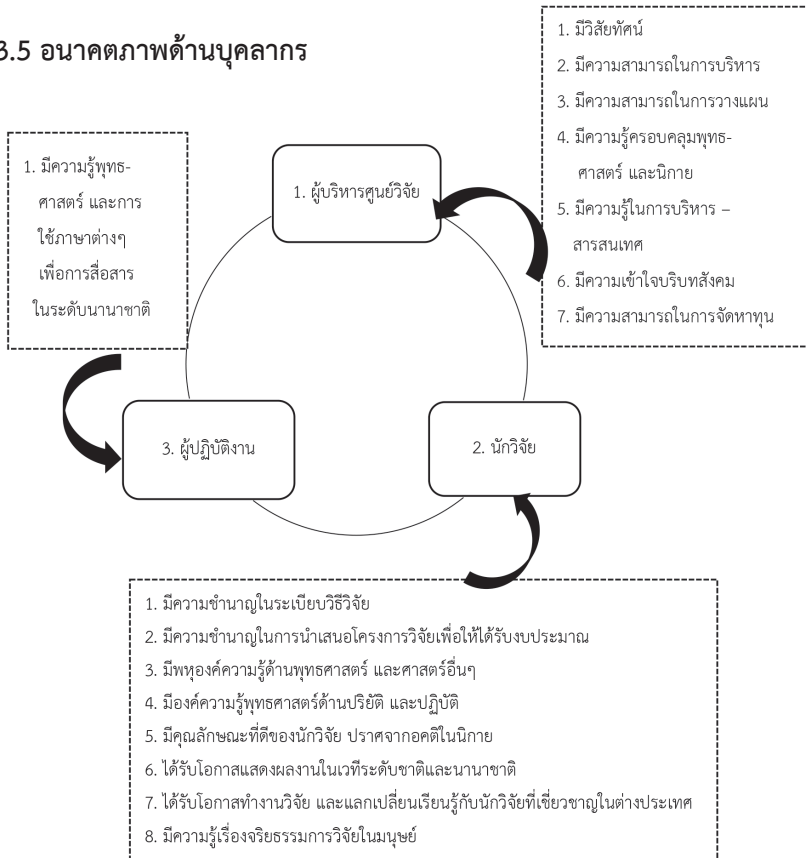 3.5 อนาคตภาพด้านบุคลากร
1. มีวิสัยทัศน์
2. มีความสามารถในการบริหาร
3. มีความสามารถในการวางแผน
4. มีความรู้ครอบคลุมพุทธ-
ศาสตร์ และนิกาย
5. มีความรู้ในการบริหาร –
สารสนเทศ
6. มีความเข้าใจบริบทสังคม
7. มีความสามารถในการจัดหาทุน
1. มีความรู้พุทธ-
ศาสตร์ และการ
ใช้ภาษาต่างๆ
เพื่อการสื่อสาร
ในระดับนานาชาติ
1. ผู้บริหารศูนย์วิจัย
3. ผู้ปฏิบัติงาน
2. นักวิจัย
1. มีความชำนาญในระเบียบวิธีวิจัย
2. มีความชำนาญในการนำเสนอโครงการวิจัยเพื่อให้ได้รับงบประมาณ
3. มีพหุองค์ความรู้ด้านพุทธศาสตร์ และศาสตร์อื่นๆ
4. มีองค์ความรู้พุทธศาสตร์ด้านปริยัติ และปฏิบัติ
5. มีคุณลักษณะที่ดีของนักวิจัย ปราศจากอคติในนิกาย
6. ได้รับโอกาสแสดงผลงานในเวทีระดับชาติและนานาชาติ
7. ได้รับโอกาสทำงานวิจัย และแลกเปลี่ยนเรียนรู้กับนักวิจัยที่เชี่ยวชาญในต่างประเทศ
8. มีความรู้เรื่องจริยธรรมการวิจัยในมนุษย์